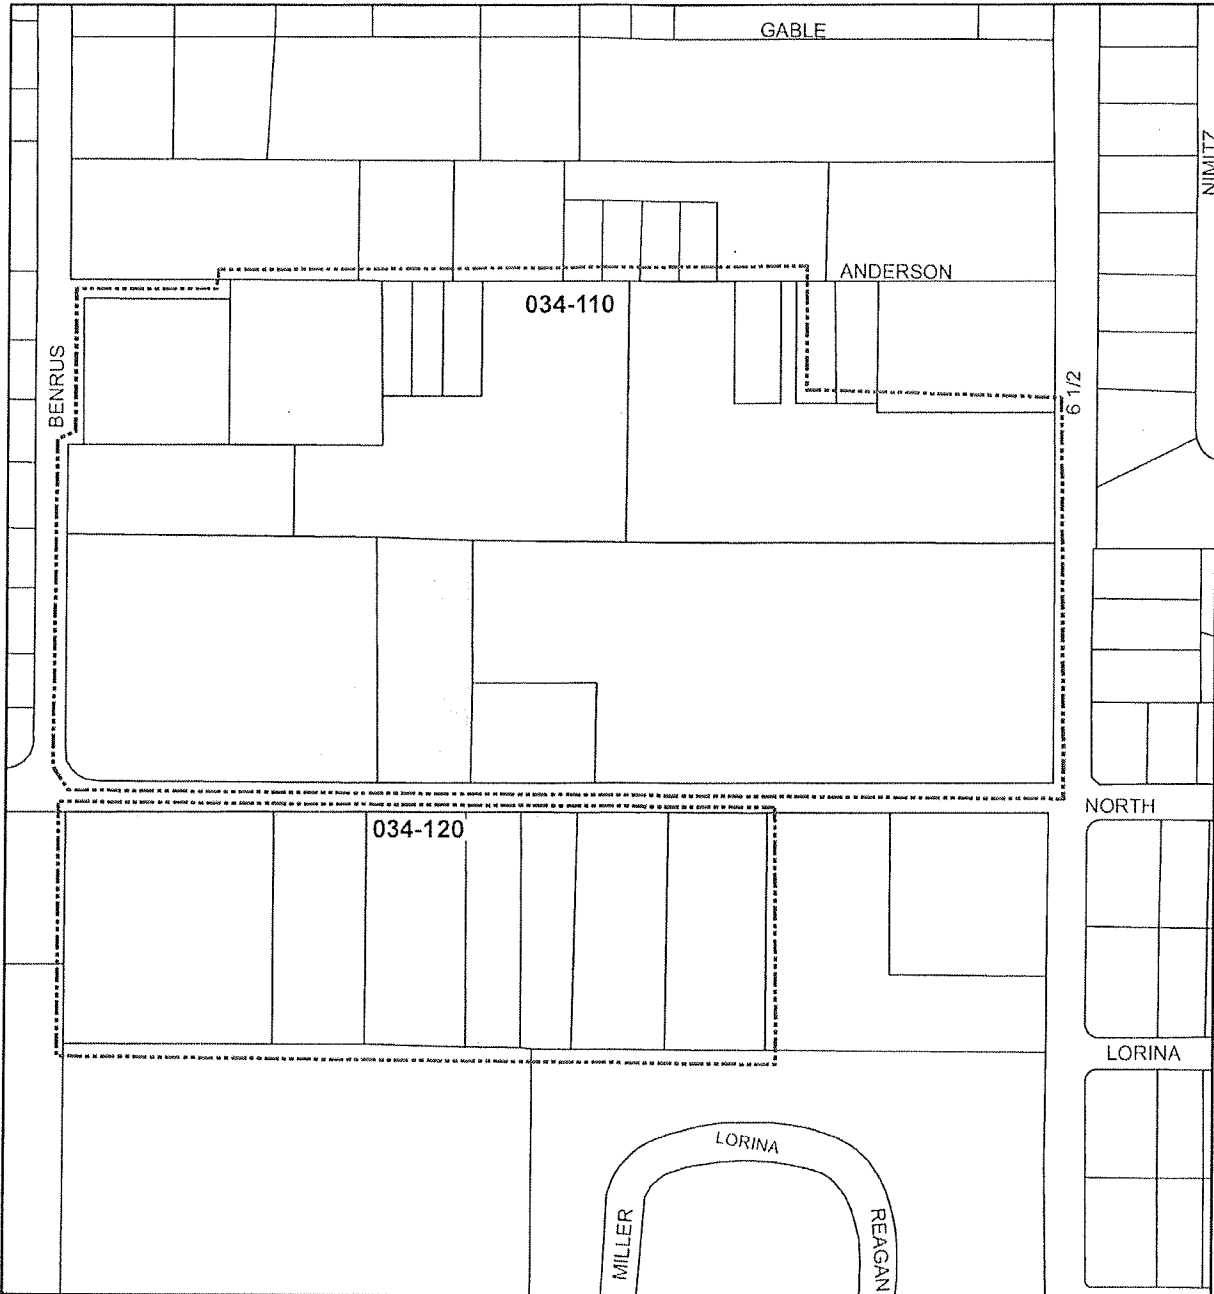 GABLE
NIMITZ
ANDERSON
034-110
BENRUS
6 1/2
NORTH
034-120
LORINA
LORINA
MILLER
REAGAN